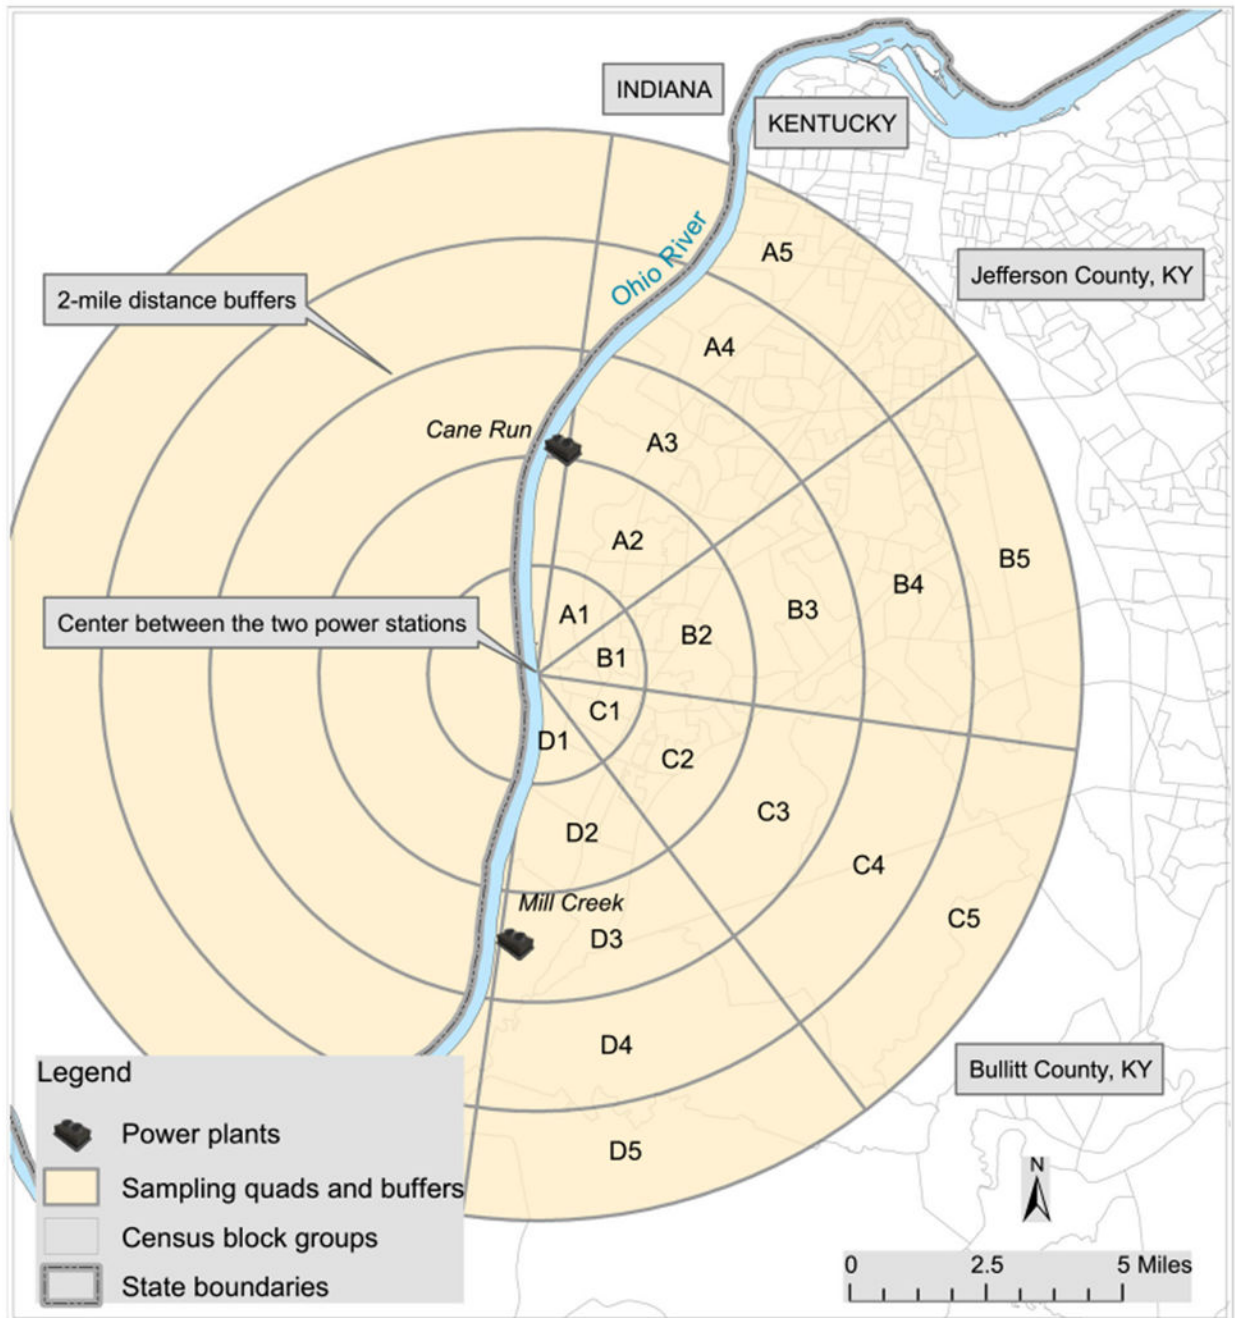 INDIANA
KENTUCKY
Ohio River
A5
Jefferson County, KY
2-mile distance buffers
A4
Cane Run
A3
A2
B5
B4
B3
A1
Center between the two power stations
B2
B1
C1
D1
C2
C3
D2
C4
Mill Creek
C5
D3
D4
Bullitt County, KY
D5
Legend
Power plants
Sampling quads and buffers
Census block groups
State boundaries
N
0 2.5 5 Miles